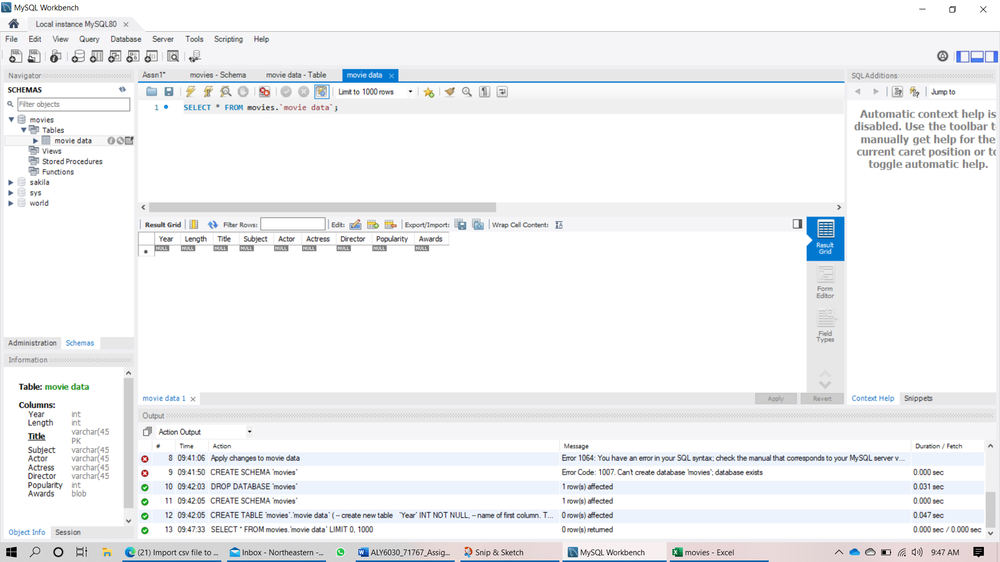 MySQL Workbench
Local instance MySQL80
File Edit View Query Database Server Tools Scripting Help
Navigator
SCHEMAS
Filter objects
movies
Tables
movie data
Views
Stored Procedures
Functions
sakila
sys
world
Administration Schemas
Information
Table: movie data
Columns:
Year int
Length int
Title varchar(45
PK
Subject varchar(45
Actor varchar(45
Actress varchar(45
Director varchar(45
Popularity int
Awards blob
Object Info Session
Assn1* movies - Schema movie data - Table movie data
Limit to 1000 rows
1 SELECT * FROM movies.`movie data`;
Result Grid Filter Rows: Edit: Export/Import: Wrap Cell Content:
Year Length Title Subject Actor Actress Director Popularity Awards
NULL NULL NULL NULL NULL NULL NULL NULL NULL
Result
Grid
Form
Editor
Field
Types
movie data 1
Apply Revert
SQLAdditions
Jump to
Automatic context help is
disabled. Use the toolbar t
manually get help for the
current caret position or to
toggle automatic help.
Context Help Snippets
Output
Action Output
# Time Action Message Duration / Fetch
8 09:41:06 Apply changes to movie data Error 1064: You have an error in your SQL syntax; check the manual that corresponds to your MySQL server v...
9 09:41:50 CREATE SCHEMA `movies` Error Code: 1007. Can't create database 'movies'; database exists 0.000 sec
10 09:42:03 DROP DATABASE `movies` 1 row(s) affected 0.031 sec
11 09:42:05 CREATE SCHEMA `movies` 1 row(s) affected 0.000 sec
12 09:42:05 CREATE TABLE `movies`.`movie data` ( -- create new table `Year` INT NOT NULL, -- name of first column. T... 0 row(s) affected 0.047 sec
13 09:47:33 SELECT * FROM movies.`movie data` LIMIT 0, 1000 0 row(s) returned 0.000 sec / 0.000 sec
(21) Import csv file to ... Inbox - Northeastern -... ALY6030_71767_Assig... Snip & Sketch MySQL Workbench movies - Excel 9:47 AM